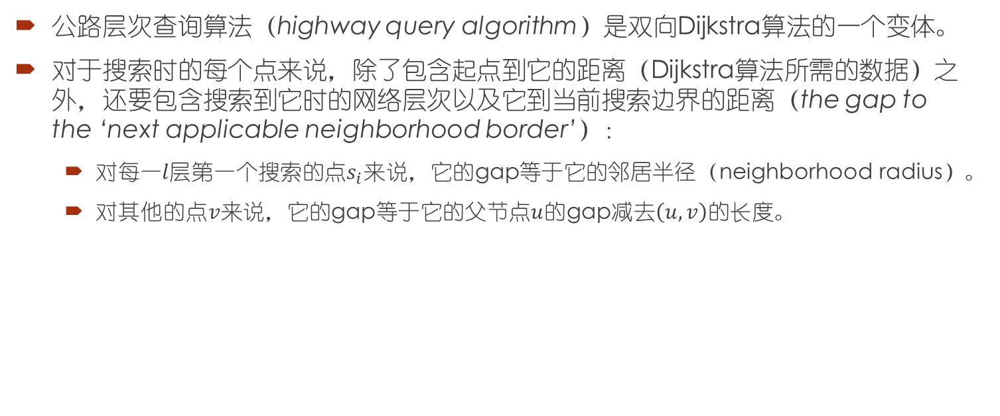 公路层次查询算法（highway query algorithm）是双向Dijkstra算法的一个变体。
对于搜索时的每个点来说，除了包含起点到它的距离（Dijkstra算法所需的数据）之
外，还要包含搜索到它时的网络层次以及它到当前搜索边界的距离（the gap to
the ‘next applicable neighborhood border’）：
对每一l层第一个搜索的点sᵢ来说，它的gap等于它的邻居半径（neighborhood radius）。
对其他的点v来说，它的gap等于它的父节点u的gap减去(u, v)的长度。